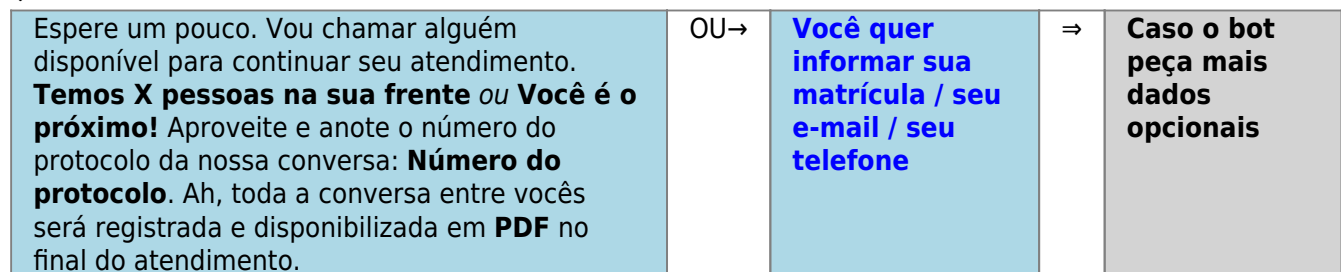 Espere um pouco. Vou chamar alguém
disponível para continuar seu atendimento.
Temos X pessoas na sua frente ou Você é o
próximo! Aproveite e anote o número do
protocolo da nossa conversa: Número do
protocolo. Ah, toda a conversa entre vocês
será registrada e disponibilizada em PDF no
final do atendimento.
OU→
Você quer
informar sua
matrícula / seu
e-mail / seu
telefone
⇒
Caso o bot
peça mais
dados
opcionais